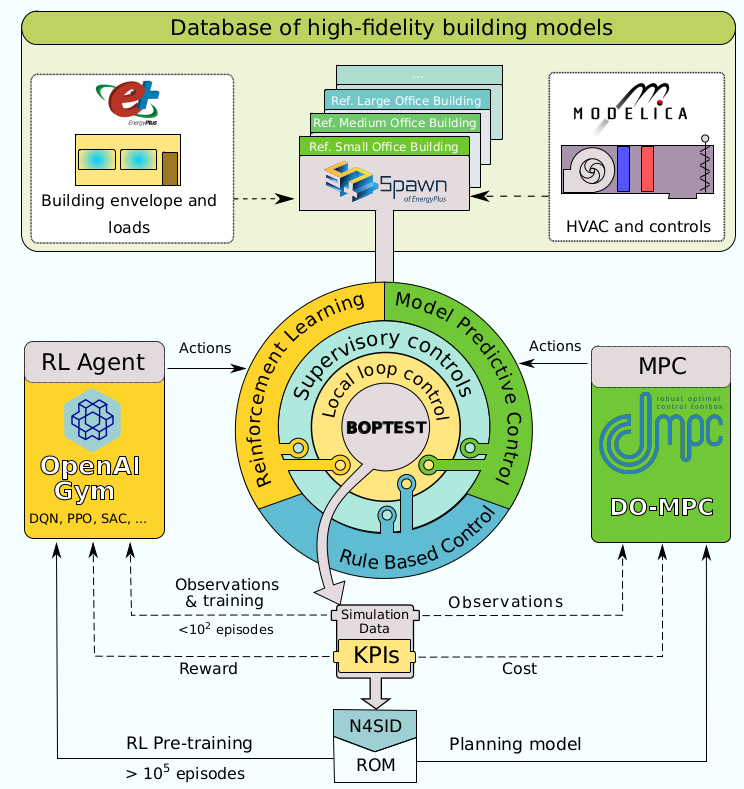 Database of high-fidelity building models
et+
EnergyPlus
Building envelope and
loads
...
Ref. Large Office Building
Ref. Medium Office Building
Ref. Small Office Building
Spawn
of EnergyPlus
MODELICA
HVAC and controls
Reinforcement Learning
Model Predictive Control
Supervisory controls
Local loop control
BOPTEST
Rule Based Control
RL Agent
OpenAI
Gym
DQN, PPO, SAC, ...
Actions
Actions
MPC
robust optimal
control toolbox
dompc
DO-MPC
Observations
& training
<10² episodes
Reward
Simulation
Data
KPIs
Observations
Cost
N4SID
ROM
RL Pre-training
> 10⁵ episodes
Planning model